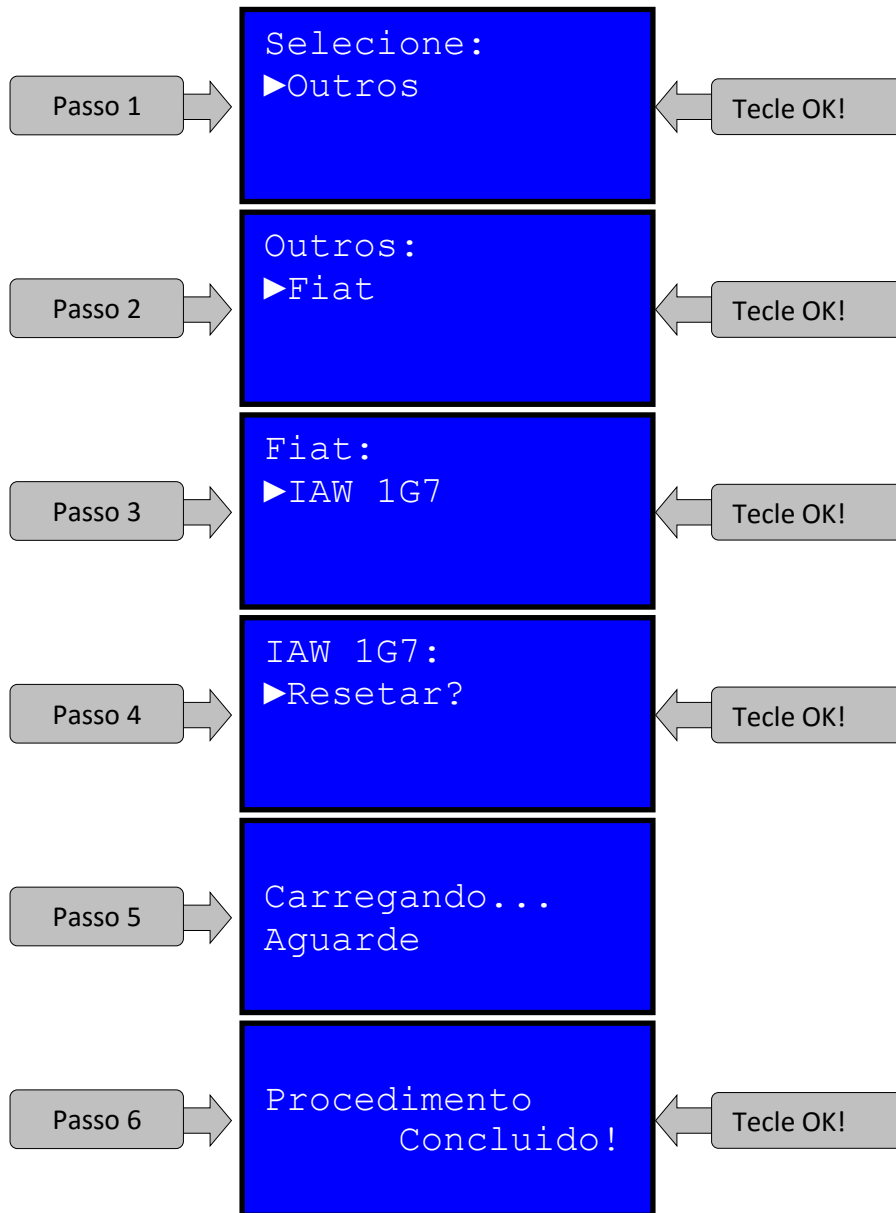 Passo 1
Selecione:
►Outros
Tecle OK!
Passo 2
Outros:
►Fiat
Tecle OK!
Passo 3
Fiat:
►IAW 1G7
Tecle OK!
Passo 4
IAW 1G7:
►Resetar?
Tecle OK!
Passo 5
Carregando...
Aguarde
Passo 6
Procedimento
Concluido!
Tecle OK!